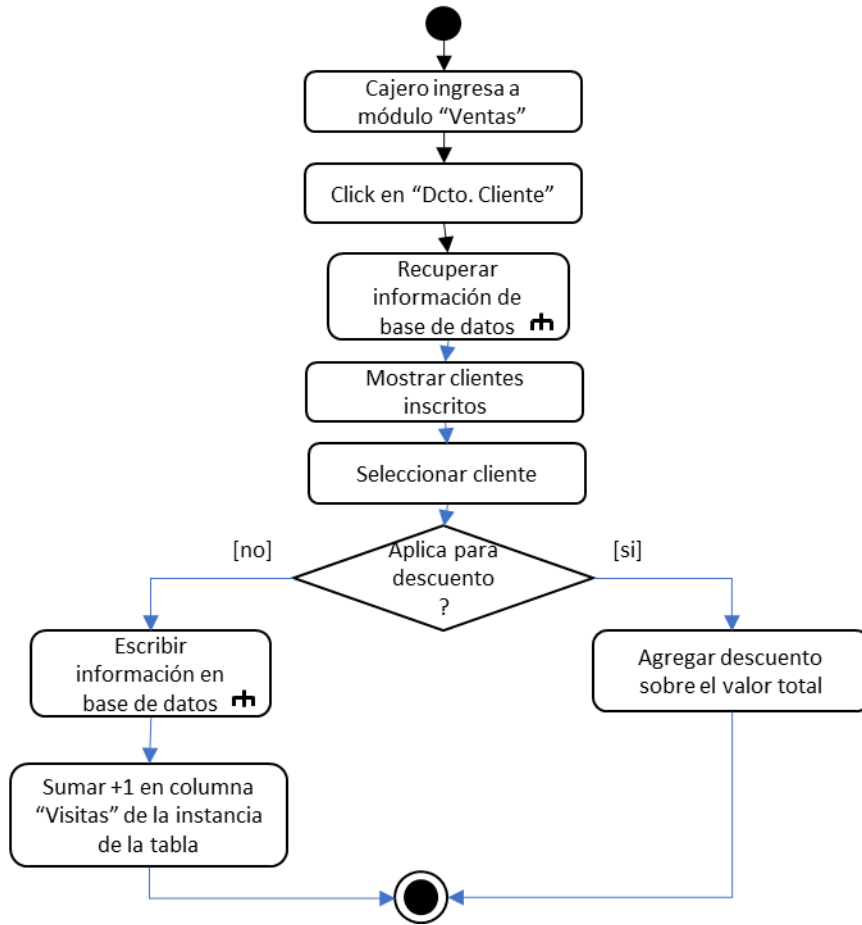 Cajero ingresa a
módulo “Ventas”
Click en “Dcto. Cliente”
Recuperar
información de
base de datos
Mostrar clientes
inscritos
Seleccionar cliente
[no]
Aplica para
descuento
?
[si]
Escribir
información en
base de datos
Agregar descuento
sobre el valor total
Sumar +1 en columna
“Visitas” de la instancia
de la tabla